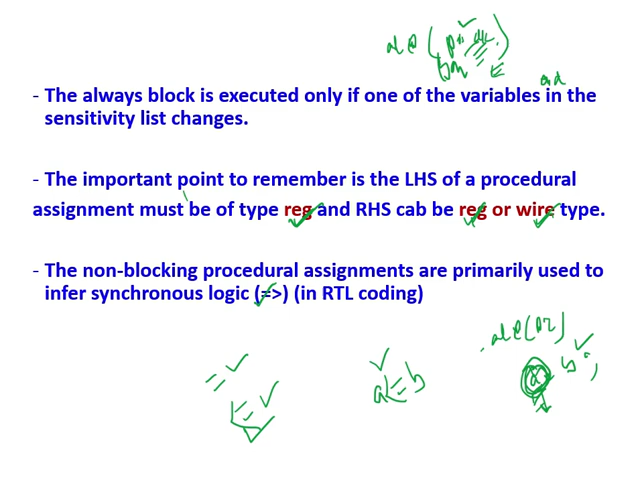 - The always block is executed only if one of the variables in the
sensitivity list changes.
- The important point to remember is the LHS of a procedural
assignment must be of type reg and RHS cab be reg or wire type.
- The non-blocking procedural assignments are primarily used to
infer synchronous logic (=>) (in RTL coding)
=
<=
a<=b